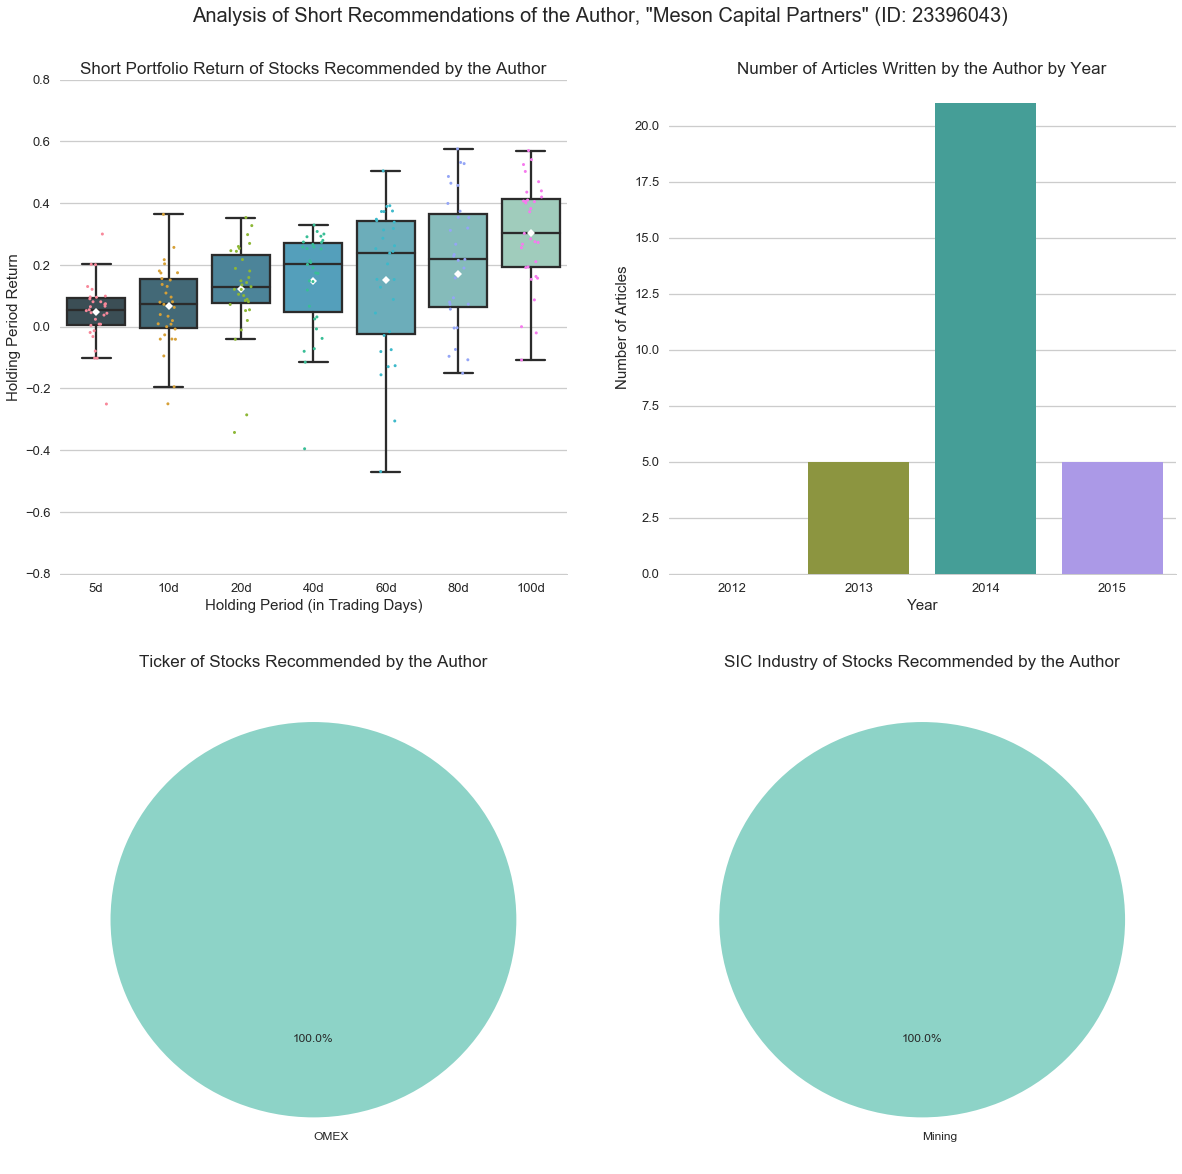 Analysis of Short Recommendations of the Author, "Meson Capital Partners" (ID: 23396043)
Short Portfolio Return of Stocks Recommended by the Author
0.8
0.6
0.4
0.2
0.0
−0.2
−0.4
−0.6
−0.8
Holding Period Return
5d 10d 20d 40d 60d 80d 100d
Holding Period (in Trading Days)
Number of Articles Written by the Author by Year
20.0
17.5
15.0
12.5
10.0
7.5
5.0
2.5
0.0
Number of Articles
2012 2013 2014 2015
Year
Ticker of Stocks Recommended by the Author
100.0%
OMEX
SIC Industry of Stocks Recommended by the Author
100.0%
Mining